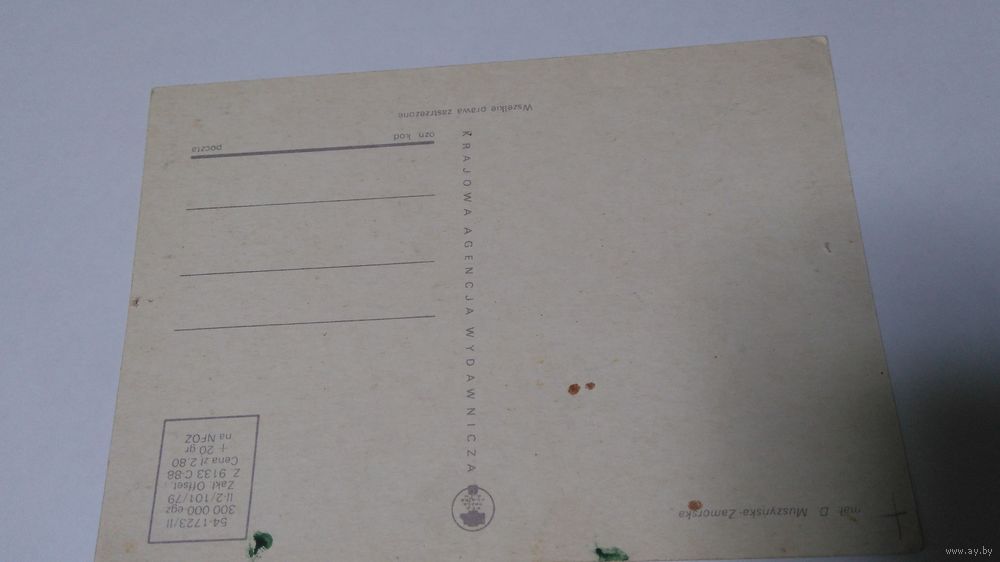 mal. D. Muszyńska-Zamorska
54-1723/II
300 000 egz
II-2/101/79
Zakł. Offset.
Z. 9133 C-88
Cena zł 2.80
+ 20 gr
na NFOZ
KRAJOWA AGENCJA WYDAWNICZA
ozn. kod
poczta
Wszelkie prawa zastrzeżone
www.ay.by